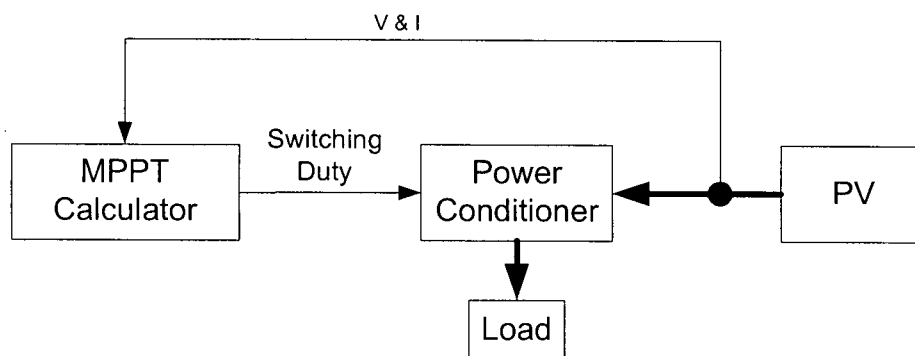 V & I
MPPT
Calculator
Switching
Duty
Power
Conditioner
PV
Load